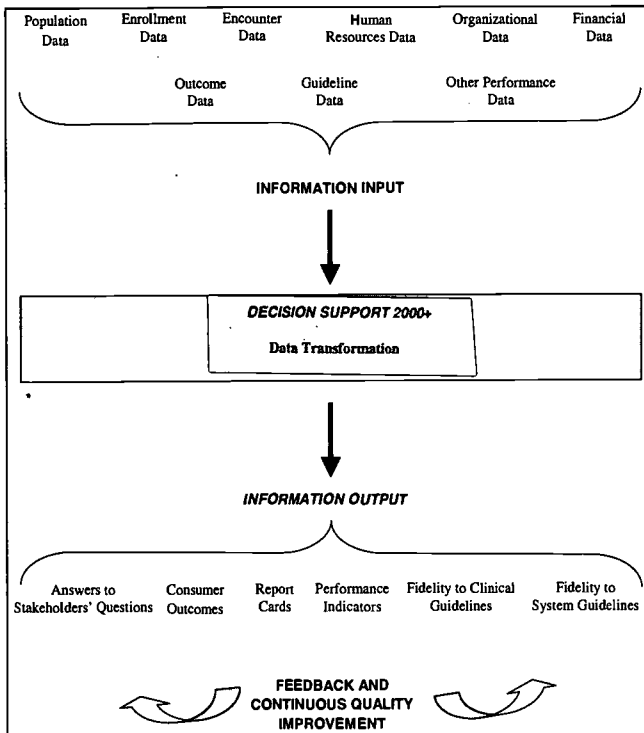 Population Enrollment Encounter Human Organizational Financial
Data Data Data Resources Data Data Data
Outcome Guideline Other Performance
Data Data Data
INFORMATION INPUT
DECISION SUPPORT 2000+
Data Transformation
INFORMATION OUTPUT
Answers to Consumer Report Performance Fidelity to Clinical Fidelity to
Stakeholders' Questions Outcomes Cards Indicators Guidelines System Guidelines
FEEDBACK AND
CONTINUOUS QUALITY
IMPROVEMENT